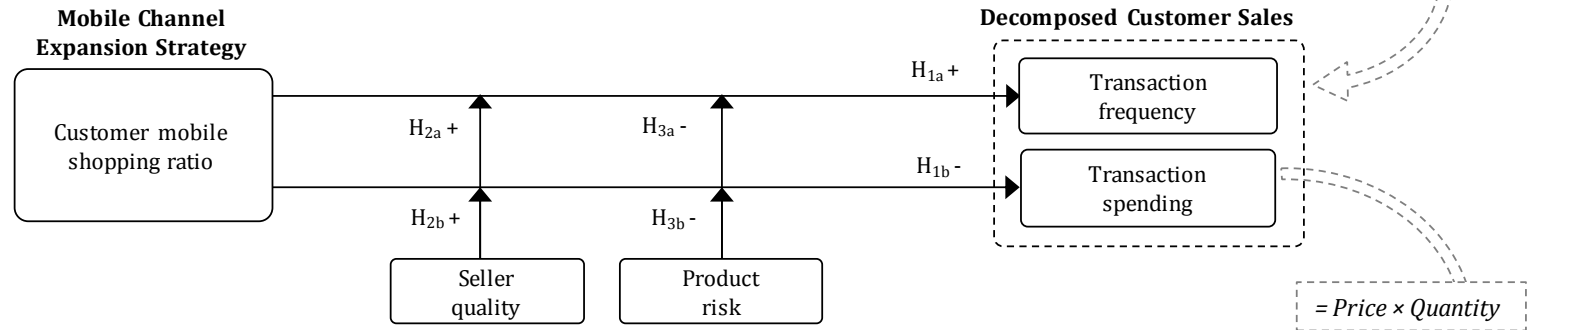 Mobile Channel
Expansion Strategy
Decomposed Customer Sales
Customer mobile
shopping ratio
H1a +
Transaction
frequency
H2a +
H3a -
H1b -
Transaction
spending
H2b +
H3b -
Seller
quality
Product
risk
= Price × Quantity